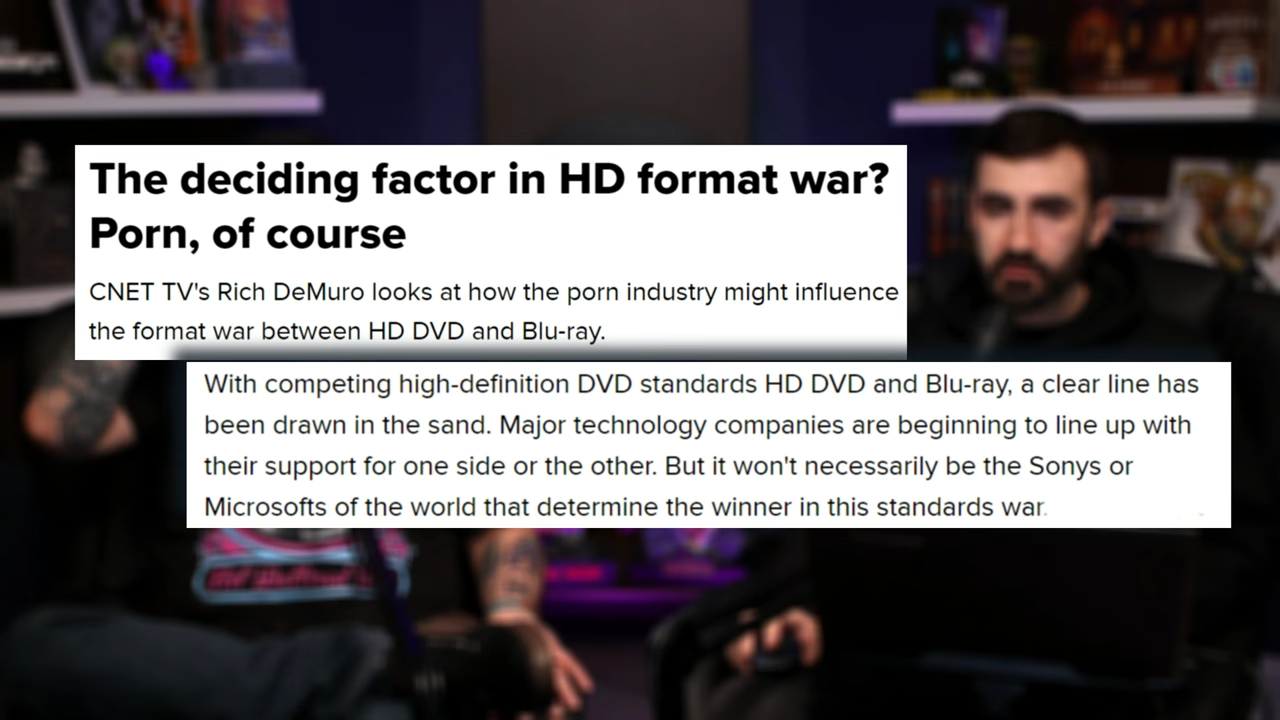 The deciding factor in HD format war?
Porn, of course
CNET TV's Rich DeMuro looks at how the porn industry might influence
the format war between HD DVD and Blu-ray.
With competing high-definition DVD standards HD DVD and Blu-ray, a clear line has
been drawn in the sand. Major technology companies are beginning to line up with
their support for one side or the other. But it won't necessarily be the Sonys or
Microsofts of the world that determine the winner in this standards war.